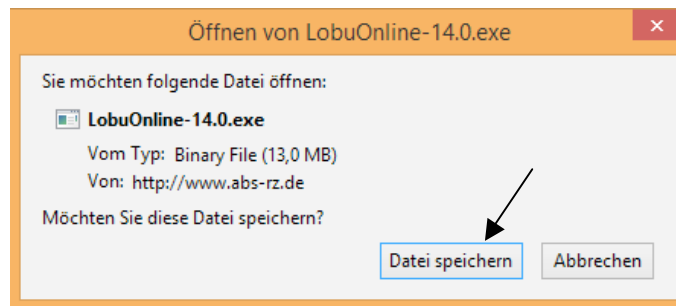 Öffnen von LobuOnline-14.0.exe
Sie möchten folgende Datei öffnen:
LobuOnline-14.0.exe
Vom Typ: Binary File (13,0 MB)
Von: http://www.abs-rz.de
Möchten Sie diese Datei speichern?
Datei speichern Abbrechen